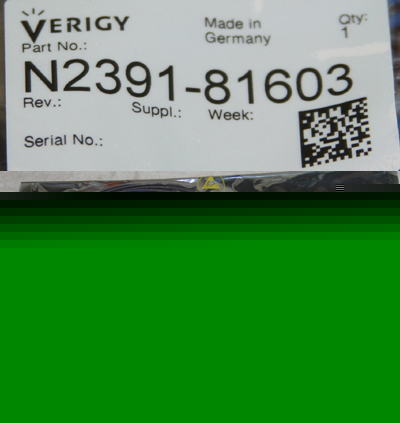 VERIGY
Made in
Germany
Qty:
1
Part No.:
N2391-81603
Rev.:
Suppl.:
Week:
Serial No.: